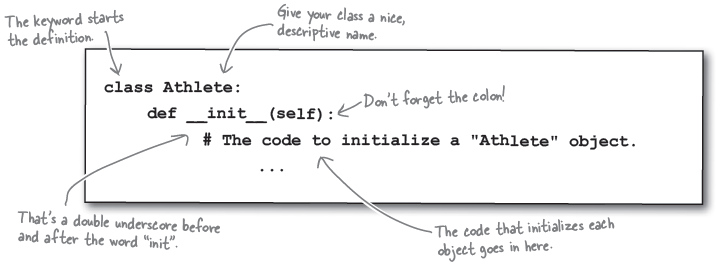 The keyword starts
the definition.
Give your class a nice,
descriptive name.
class Athlete:
def __init__(self):
Don't forget the colon!
# The code to initialize a "Athlete" object.
...
That's a double underscore before
and after the word "init".
The code that initializes each
object goes in here.